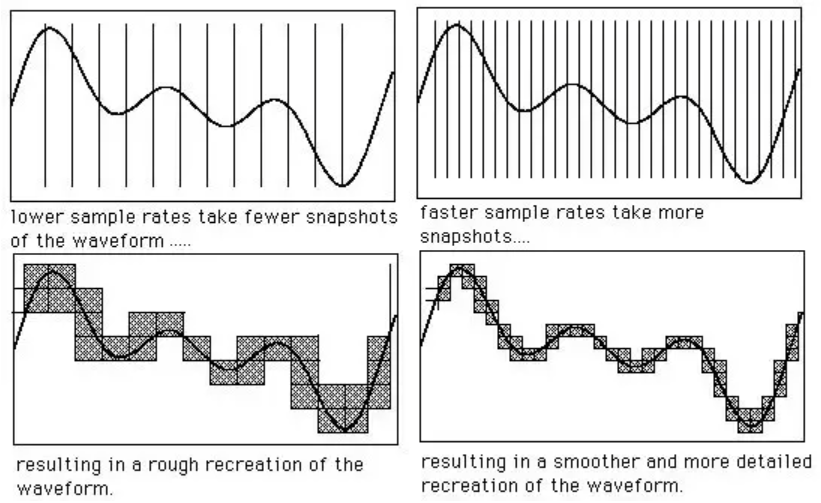 lower sample rates take fewer snapshots
of the waveform .....
faster sample rates take more
snapshots....
resulting in a rough recreation of the
waveform.
resulting in a smoother and more detailed
recreation of the waveform.